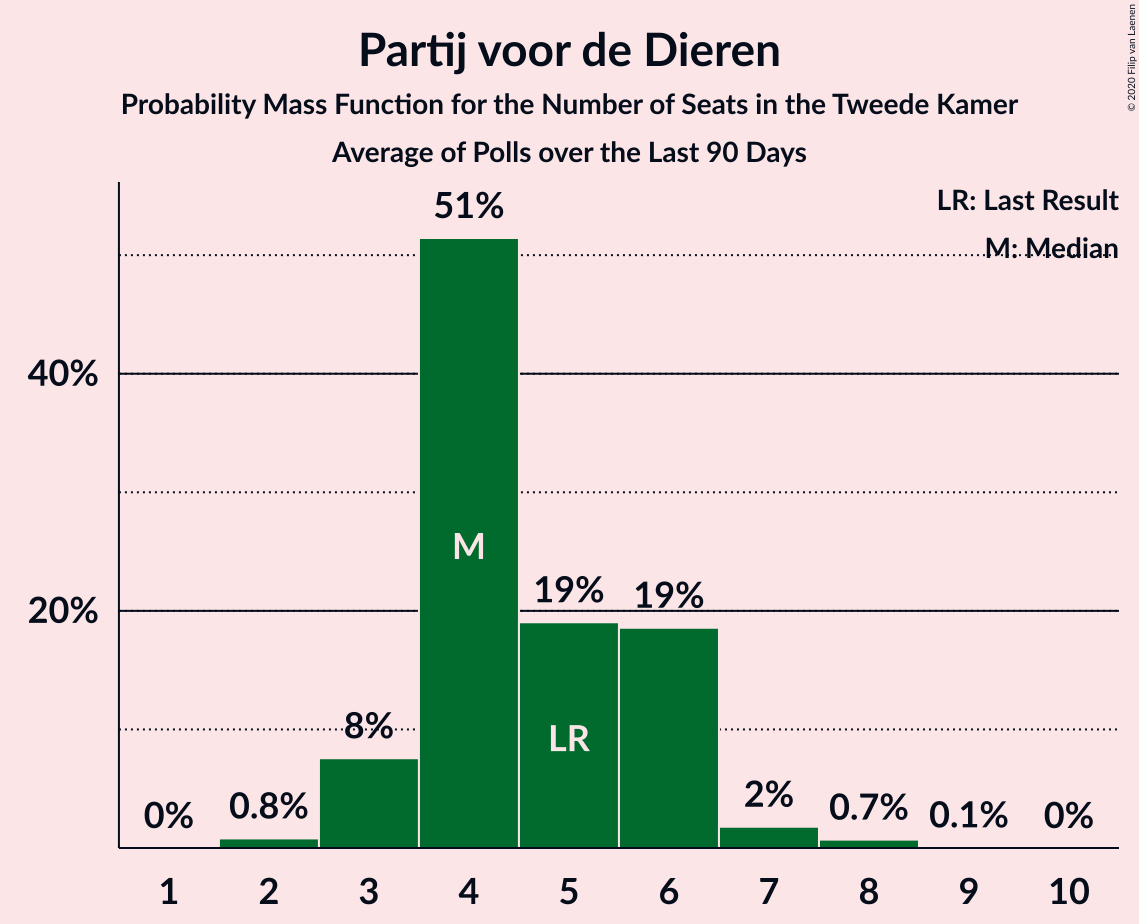 Partij voor de Dieren
Probability Mass Function for the Number of Seats in the Tweede Kamer
Average of Polls over the Last 90 Days
© 2020 Filip van Laenen
LR: Last Result
M: Median
51%
40%
M
19%
19%
20%
LR
8%
0%
0.8%
2%
0.7%
0.1%
0%
1 2 3 4 5 6 7 8 9 10